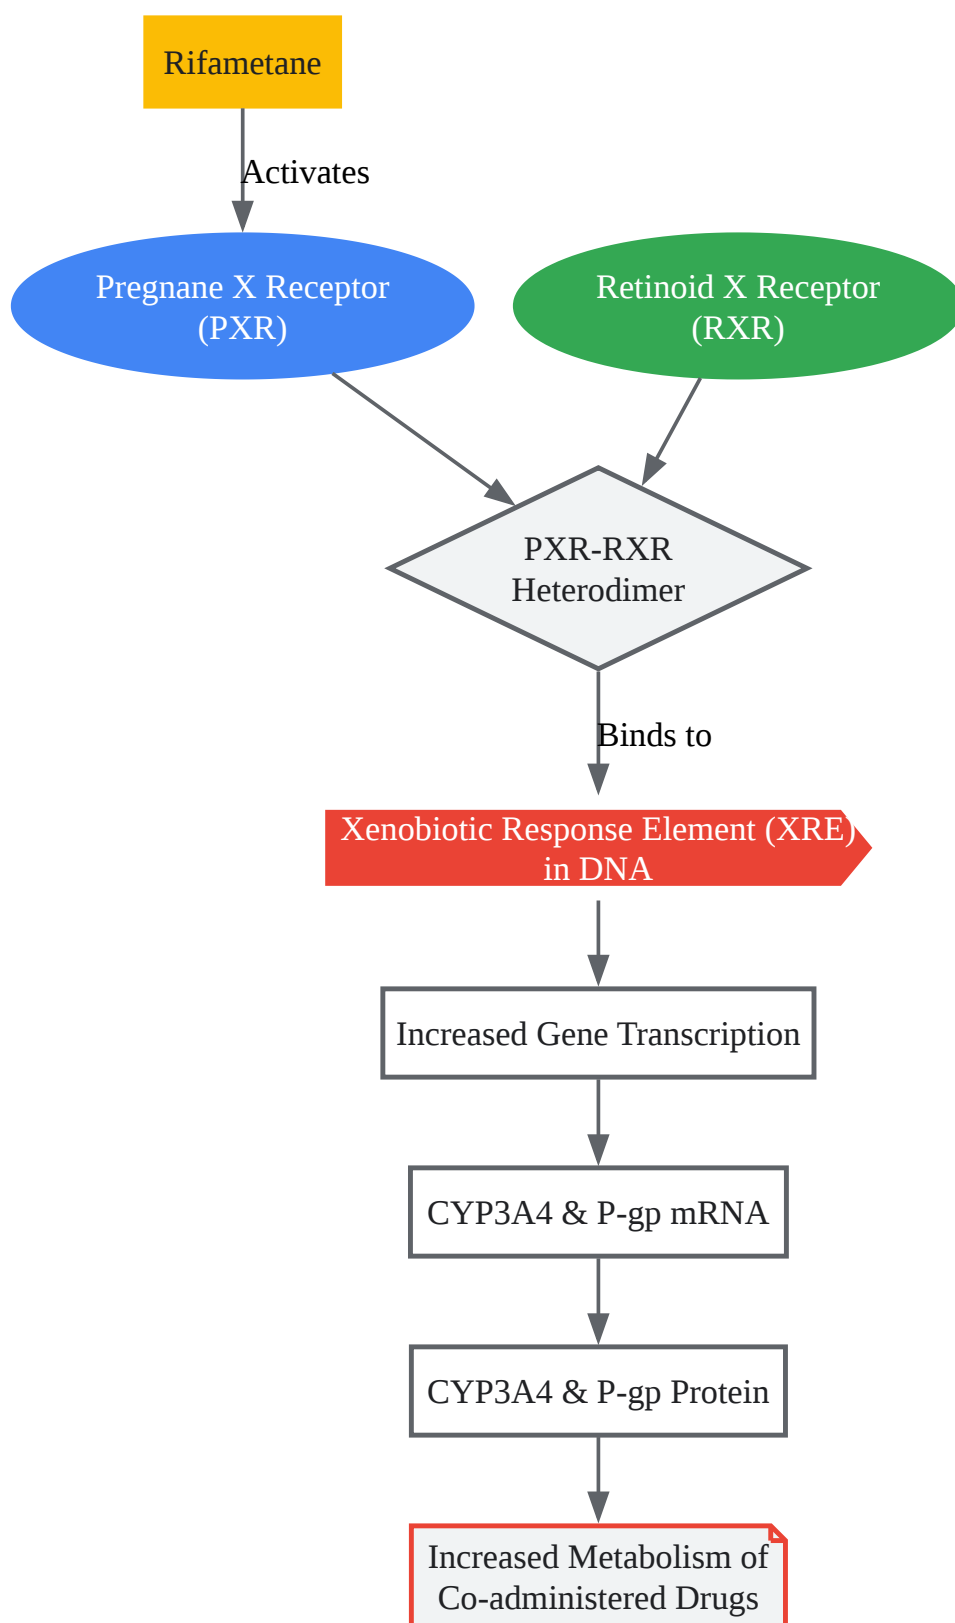 Rifametane
Activates
Pregnane X Receptor
(PXR)
Retinoid X Receptor
(RXR)
PXR-RXR
Heterodimer
Binds to
Xenobiotic Response Element (XRE)
in DNA
Increased Gene Transcription
CYP3A4 & P-gp mRNA
CYP3A4 & P-gp Protein
Increased Metabolism of
Co-administered Drugs